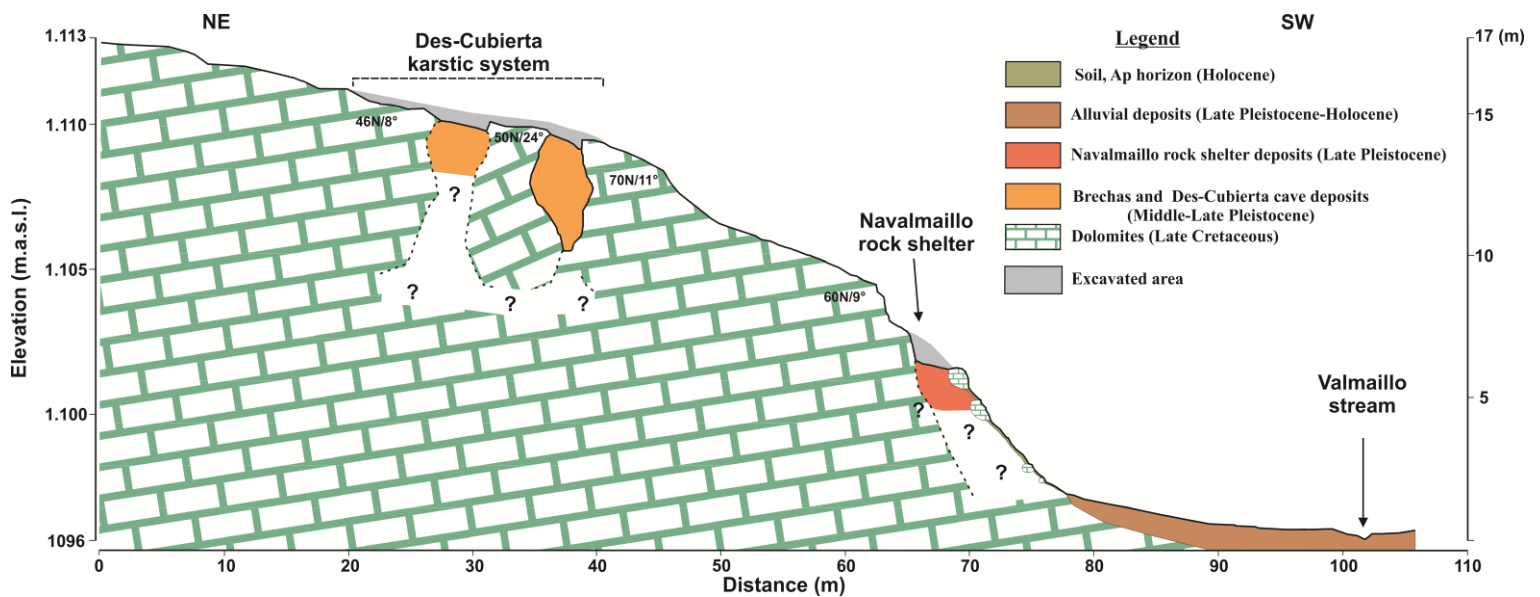 NE
SW
1.113
1.110
1.105
1.100
1096
Elevation (m.a.s.l.)
Des-Cubierta
karstic system
46N/8°
50N/24°
70N/11°
60N/9°
?
?
?
?
?
?
?
Navalmaillo
rock shelter
Valmaillo
stream
Legend
Soil, Ap horizon (Holocene)
Alluvial deposits (Late Pleistocene-Holocene)
Navalmaillo rock shelter deposits (Late Pleistocene)
Brechas and Des-Cubierta cave deposits
(Middle-Late Pleistocene)
Dolomites (Late Cretaceous)
Excavated area
17 (m)
15
10
5
0 10 20 30 40 50 60 70 80 90 100 110
Distance (m)